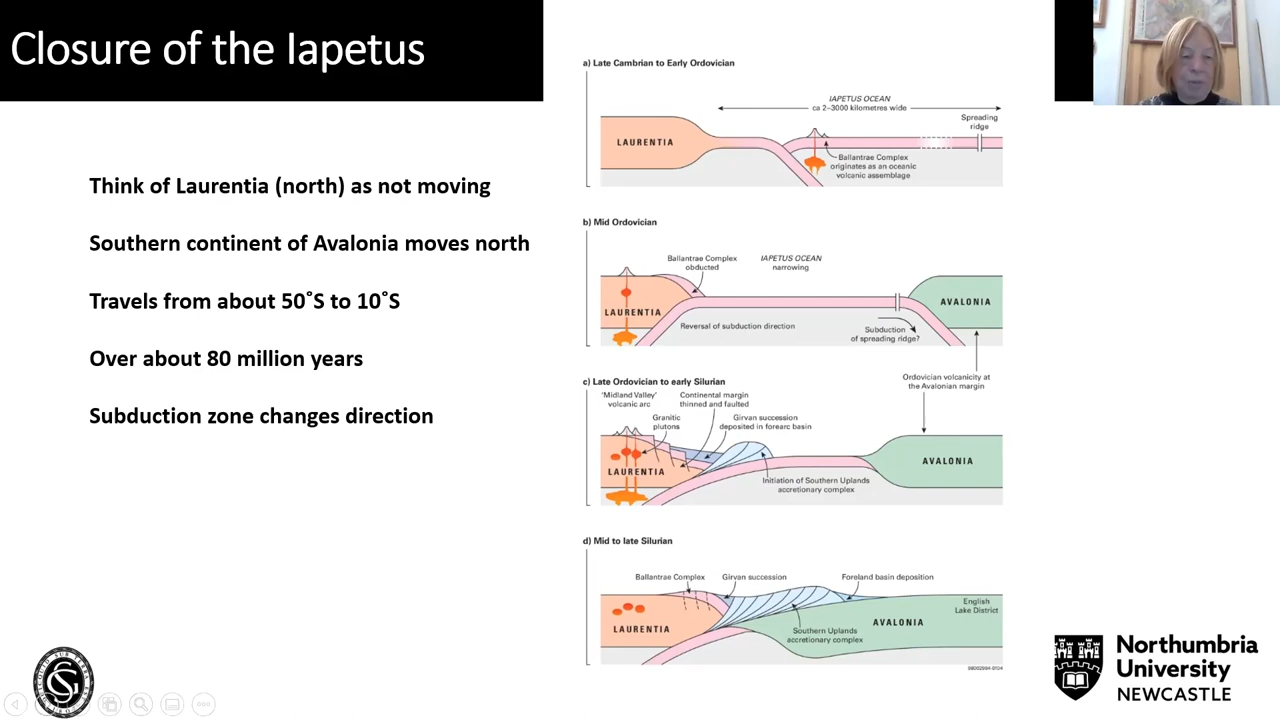 Closure of the Iapetus
Think of Laurentia (north) as not moving
Southern continent of Avalonia moves north
Travels from about 50˚S to 10˚S
Over about 80 million years
Subduction zone changes direction
a) Late Cambrian to Early Ordovician
IAPETUS OCEAN
ca 2–3000 kilometres wide
Spreading
ridge
LAURENTIA
Ballantrae Complex
originates as an oceanic
volcanic assemblage
b) Mid Ordovician
Ballantrae Complex
obducted
IAPETUS OCEAN
narrowing
LAURENTIA
AVALONIA
Reversal of subduction direction
Subduction
of spreading ridge?
Ordovician volcanicity at
the Avalonian margin
c) Late Ordovician to early Silurian
'Midland Valley'
volcanic arc
Continental margin
thinned and faulted
Granitic
plutons
Girvan succession
deposited in forearc basin
LAURENTIA
AVALONIA
Initiation of Southern Uplands
accretionary complex
d) Mid to late Silurian
Ballantrae Complex
Girvan succession
Foreland basin deposition
English
Lake District
LAURENTIA
AVALONIA
Southern Uplands
accretionary complex
Northumbria
University
NEWCASTLE